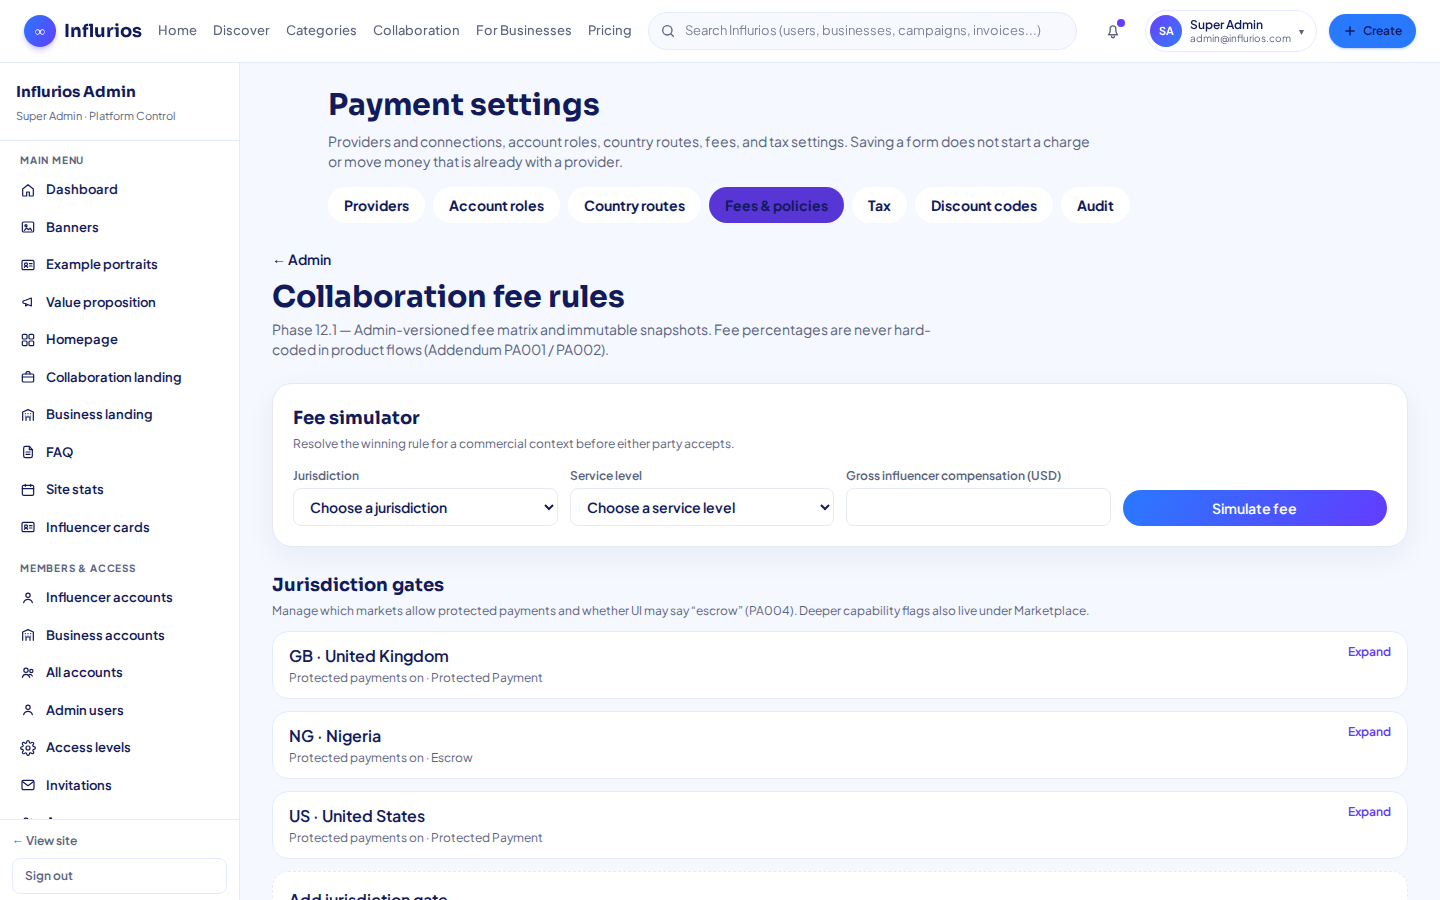 ∞ Influrios
Home
Discover
Categories
Collaboration
For Businesses
Pricing
Search Influrios (users, businesses, campaigns, invoices...)
SA
Super Admin
admin@influrios.com
▾
+ Create
Influrios Admin
Super Admin · Platform Control
MAIN MENU
Dashboard
Banners
Example portraits
Value proposition
Homepage
Collaboration landing
Business landing
FAQ
Site stats
Influencer cards
MEMBERS & ACCESS
Influencer accounts
Business accounts
All accounts
Admin users
Access levels
Invitations
← View site
Sign out
Payment settings
Providers and connections, account roles, country routes, fees, and tax settings. Saving a form does not start a charge
or move money that is already with a provider.
Providers
Account roles
Country routes
Fees & policies
Tax
Discount codes
Audit
← Admin
Collaboration fee rules
Phase 12.1 — Admin-versioned fee matrix and immutable snapshots. Fee percentages are never hard-
coded in product flows (Addendum PA001 / PA002).
Fee simulator
Resolve the winning rule for a commercial context before either party accepts.
Jurisdiction
Service level
Gross influencer compensation (USD)
Choose a jurisdiction
Choose a service level
Simulate fee
Jurisdiction gates
Manage which markets allow protected payments and whether UI may say “escrow” (PA004). Deeper capability flags also live under Marketplace.
GB · United Kingdom
Expand
Protected payments on · Protected Payment
NG · Nigeria
Expand
Protected payments on · Escrow
US · United States
Expand
Protected payments on · Protected Payment
Add jurisdiction gate